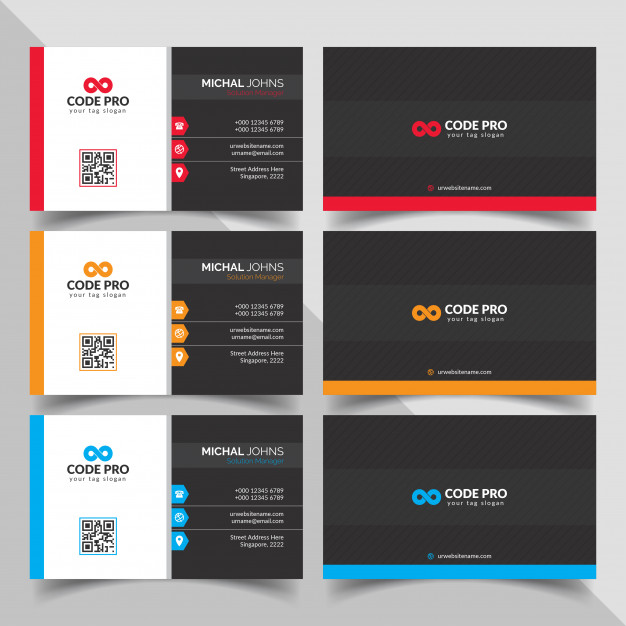 CODE PRO
your tag slogan
MICHAL JOHNS
Solution Manager
+000 12345 6789
+000 12345 6789
urwebsitename.com
urname@email.com
Street Address Here
Singapore, 2222
CODE PRO
your tag slogan
urwebsitename.com
CODE PRO
your tag slogan
MICHAL JOHNS
Solution Manager
+000 12345 6789
+000 12345 6789
urwebsitename.com
urname@email.com
Street Address Here
Singapore, 2222
CODE PRO
your tag slogan
urwebsitename.com
CODE PRO
your tag slogan
MICHAL JOHNS
Solution Manager
+000 12345 6789
+000 12345 6789
urwebsitename.com
urname@email.com
Street Address Here
Singapore, 2222
CODE PRO
your tag slogan
urwebsitename.com